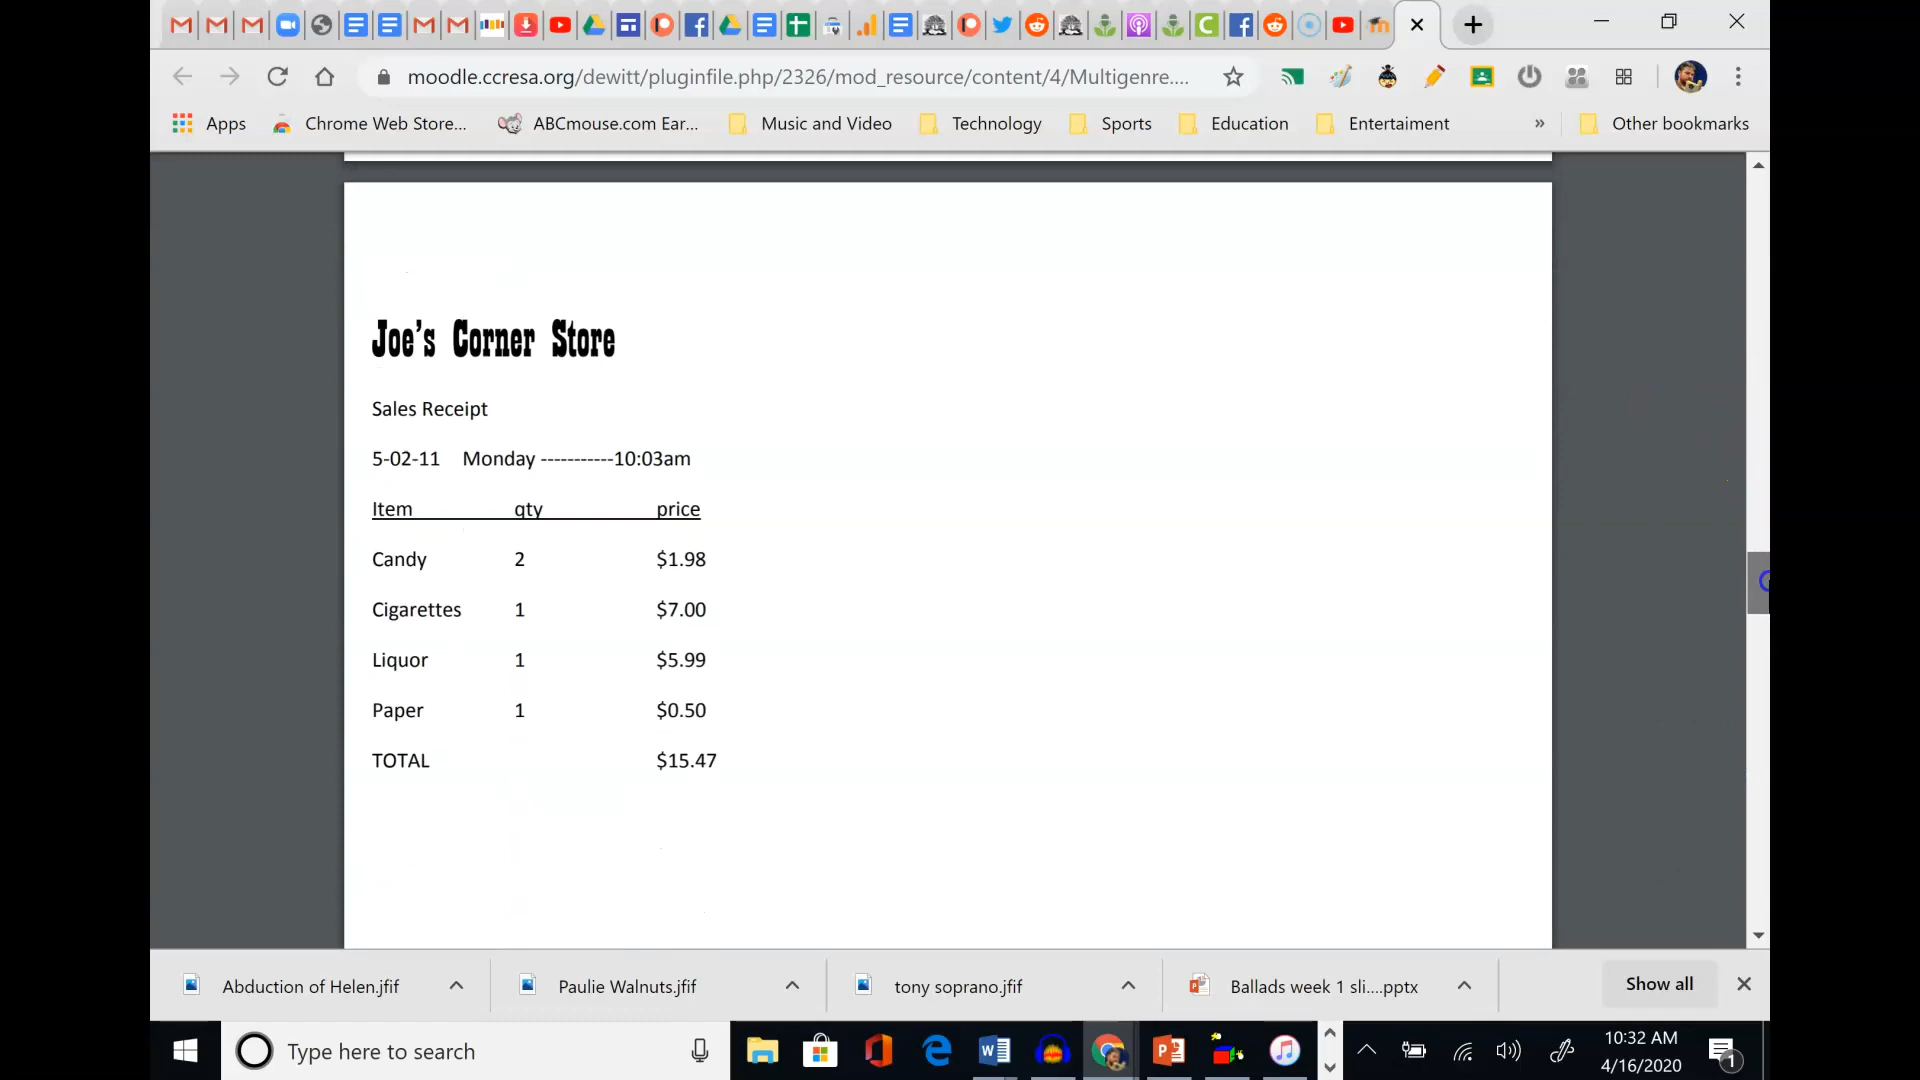 moodle.ccresa.org/dewitt/pluginfile.php/2326/mod_resource/content/4/Multigenre....
Apps Chrome Web Store... ABCmouse.com Ear... Music and Video Technology Sports Education Entertaiment » Other bookmarks
Joe's Corner Store
Sales Receipt
5-02-11 Monday -----------10:03am
Item qty price
Candy 2 $1.98
Cigarettes 1 $7.00
Liquor 1 $5.99
Paper 1 $0.50
TOTAL $15.47
Abduction of Helen.jfif Paulie Walnuts.jfif tony soprano.jfif Ballads week 1 sli....pptx Show all
Type here to search
10:32 AM
4/16/2020
1